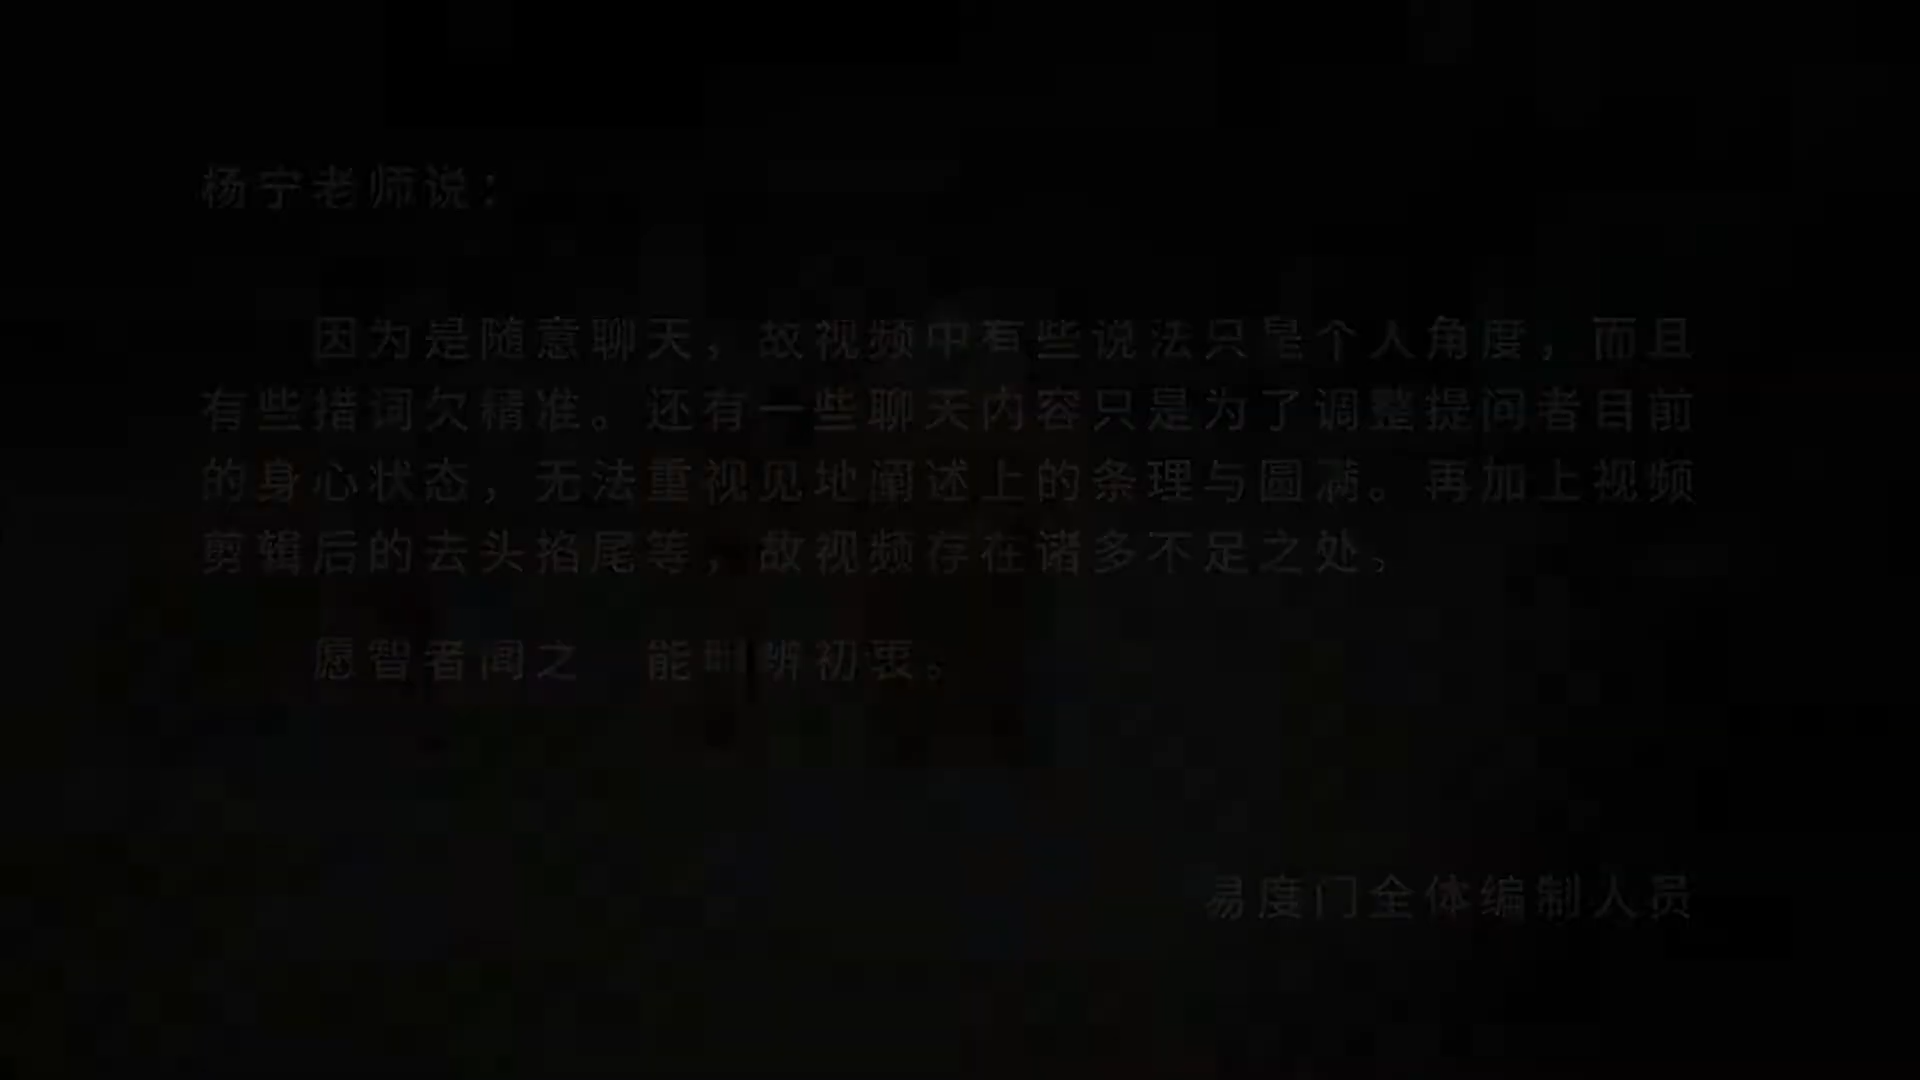 杨宁老师说：
因为是随意聊天，故视频中有些说法只是个人角度，而且
有些措词欠精准。还有一些聊天内容只是为了调整提问者目前
的身心状态，无法重视见地阐述上的条理与圆满。再加上视频
剪辑后的去头掐尾等，故视频存在诸多不足之处。
愿智者闻之　能明辨初衷。
易度门全体编制人员